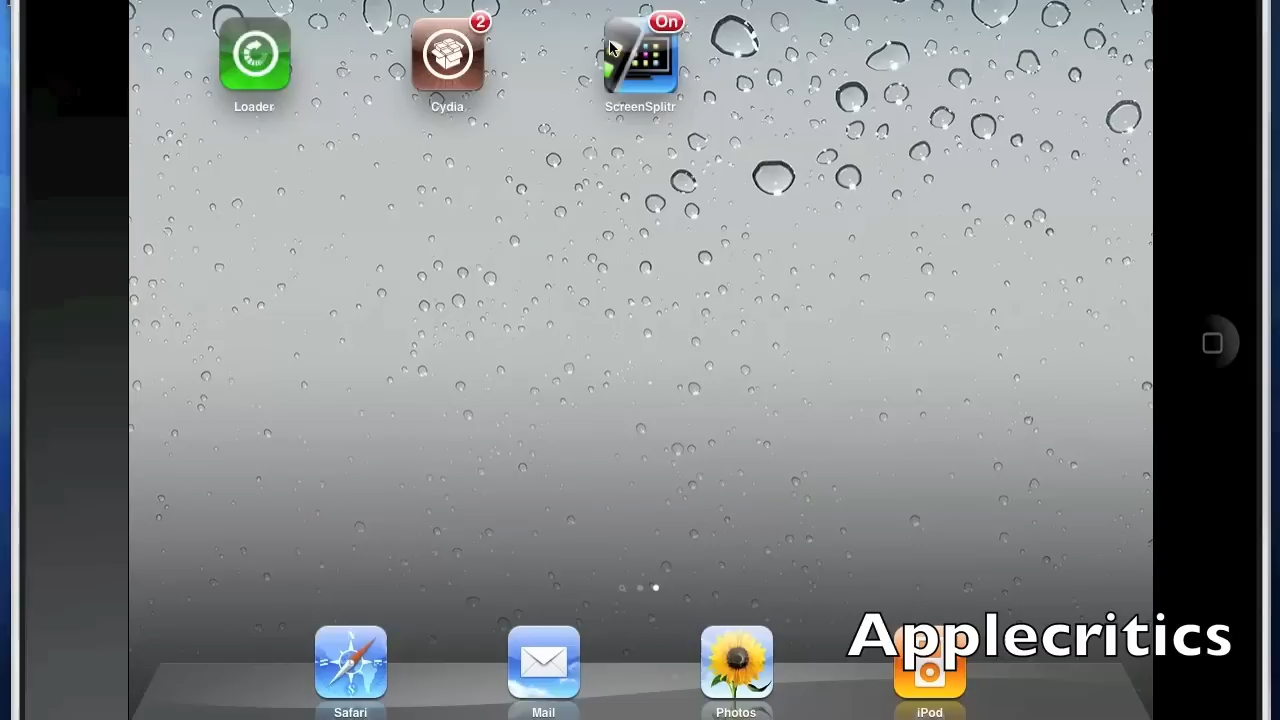 2
On
Loader
Cydia
ScreenSplitr
Applecritics
Safari
Mail
Photos
iPod